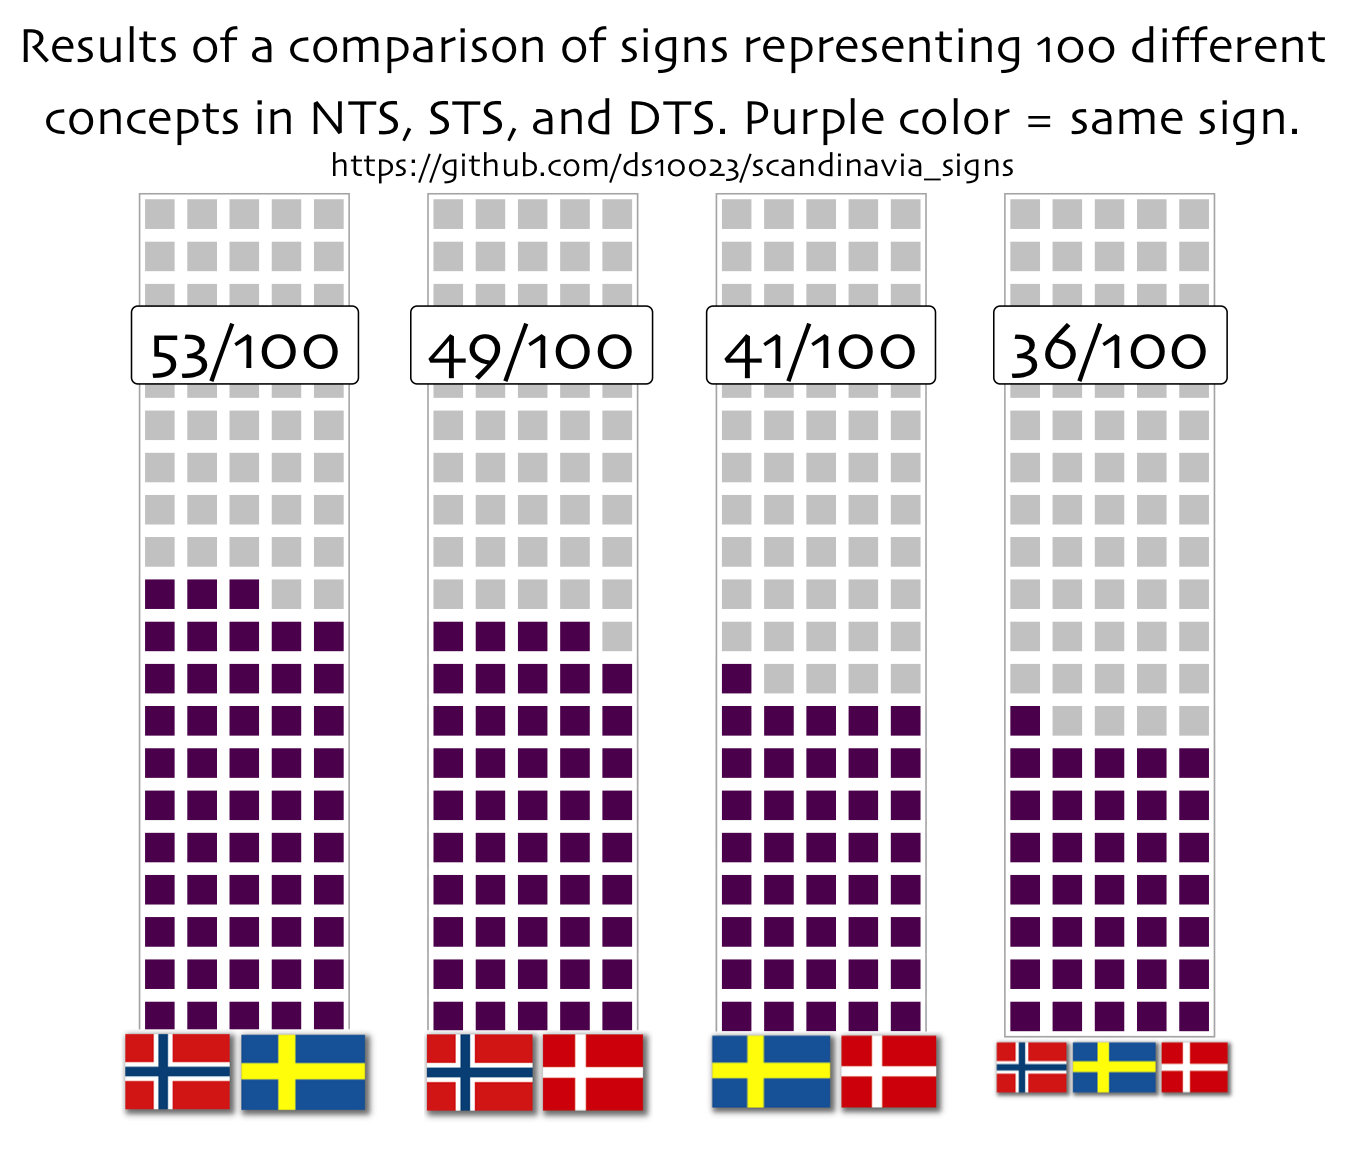 Results of a comparison of signs representing 100 different
concepts in NTS, STS, and DTS. Purple color = same sign.
https://github.com/ds10023/scandinavia_signs
53/100
49/100
41/100
36/100